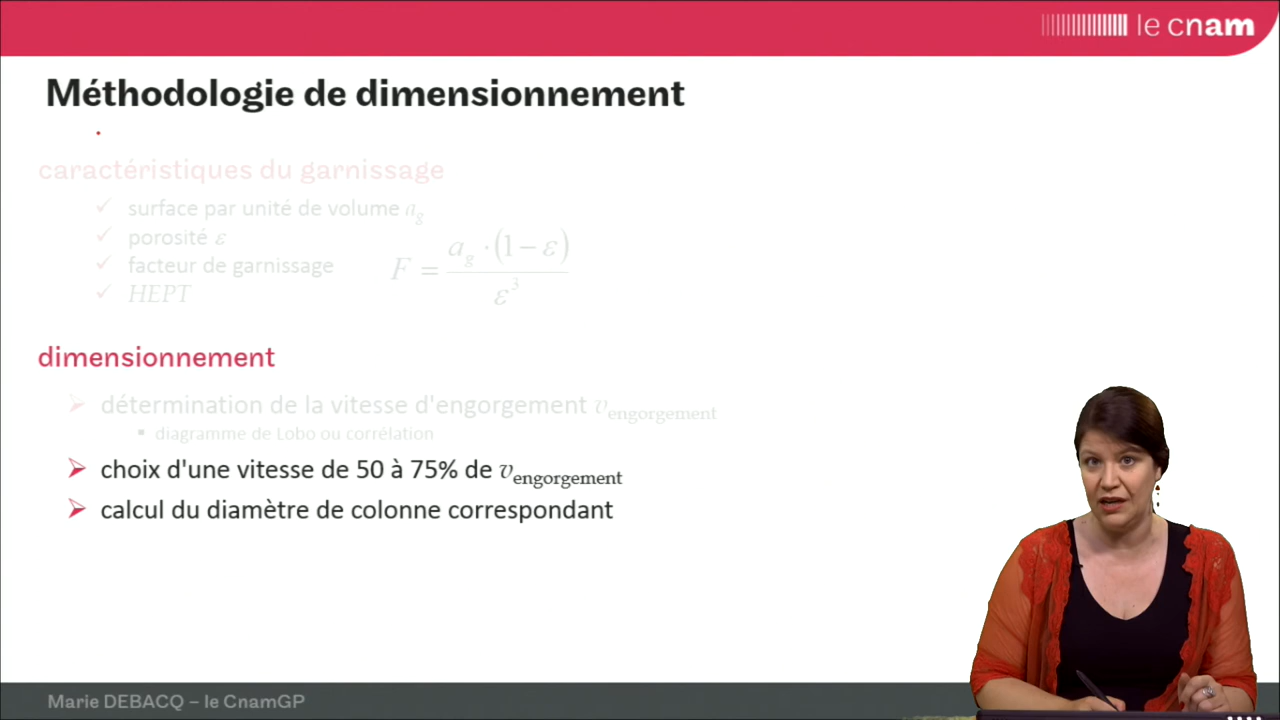 le cnam
Méthodologie de dimensionnement
caractéristiques du garnissage
✓ surface par unité de volume a_g
✓ porosité ε
✓ facteur de garnissage
F = a_g · (1 − ε) / ε³
✓ HEPT
dimensionnement
➢ détermination de la vitesse d'engorgement v_engorgement
▪ diagramme de Lobo ou corrélation
➢ choix d'une vitesse de 50 à 75% de v_engorgement
➢ calcul du diamètre de colonne correspondant
Marie DEBACQ – le CnamGP